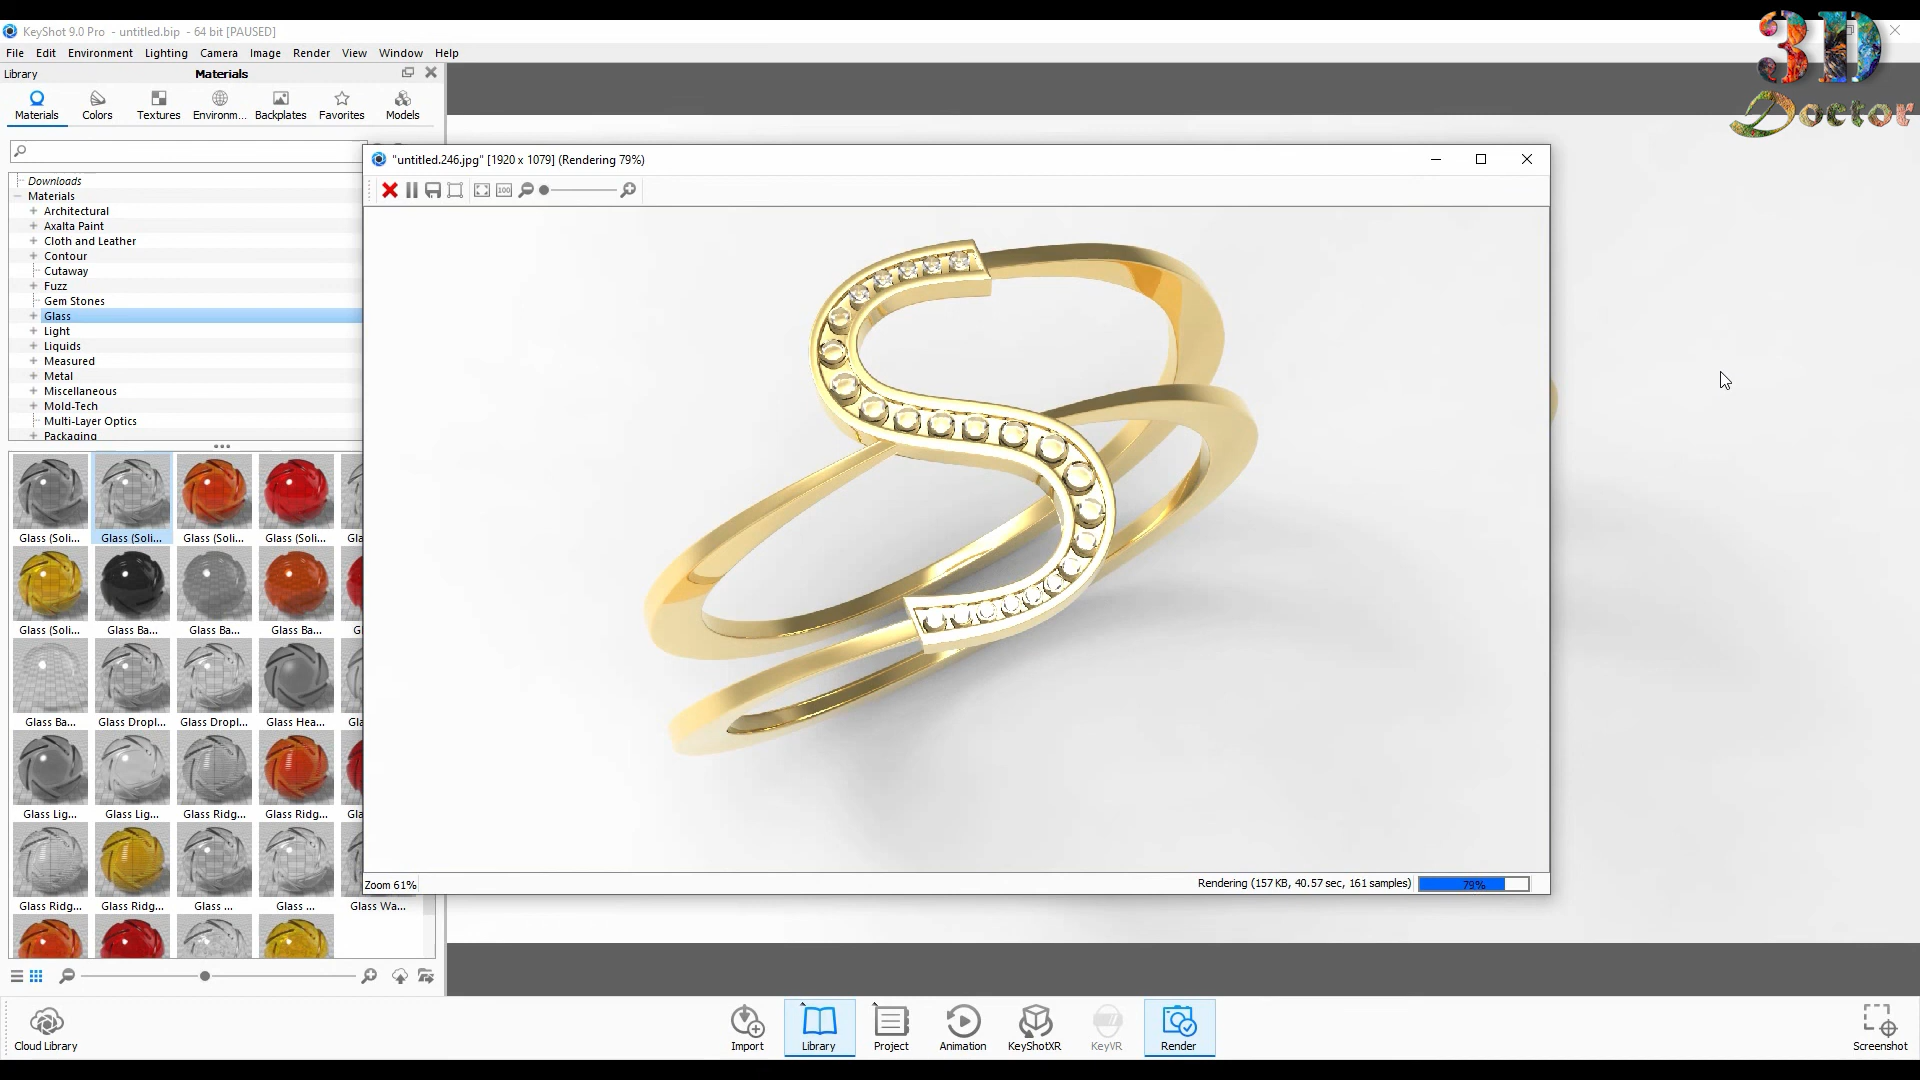 KeyShot 9.0 Pro - untitled.bip - 64 bit [PAUSED]
File Edit Environment Lighting Camera Image Render View Window Help
Library Materials
Materials Colors Textures Environm... Backplates Favorites Models
Downloads
Materials
Architectural
Axalta Paint
Cloth and Leather
Contour
Cutaway
Fuzz
Gem Stones
Glass
Light
Liquids
Measured
Metal
Miscellaneous
Mold-Tech
Multi-Layer Optics
Packaging
Glass (Soli... Glass (Soli... Glass (Soli... Glass (Soli... Gla
Glass (Soli... Glass Ba... Glass Ba... Glass Ba... Gl
Glass Ba... Glass Dropl... Glass Dropl... Glass Hea... Gla
Glass Lig... Glass Lig... Glass Ridg... Glass Ridg... Gla
Glass Ridg... Glass Ridg... Glass ... Glass ... Glass Wa...
"untitled.246.jpg" [1920 x 1079] (Rendering 79%)
100
Zoom 61%
Rendering (157 KB, 40.57 sec, 161 samples) 79%
Cloud Library Import Library Project Animation KeyShotXR KeyVR Render Screenshot
3D
Doctor